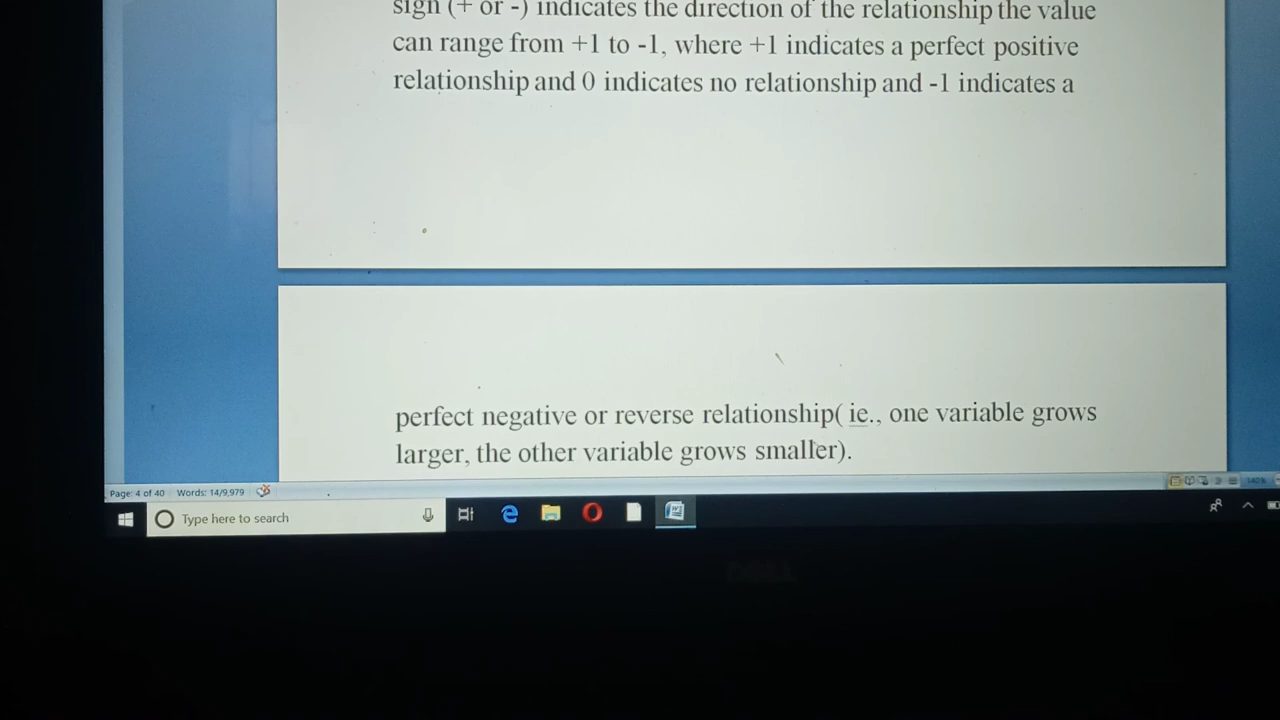 sign (+ or -) indicates the direction of the relationship the value
can range from +1 to -1, where +1 indicates a perfect positive
relationship and 0 indicates no relationship and -1 indicates a
perfect negative or reverse relationship( ie., one variable grows
larger, the other variable grows smaller).
Page: 4 of 40 Words: 14/9,979
140%
Type here to search
DELL